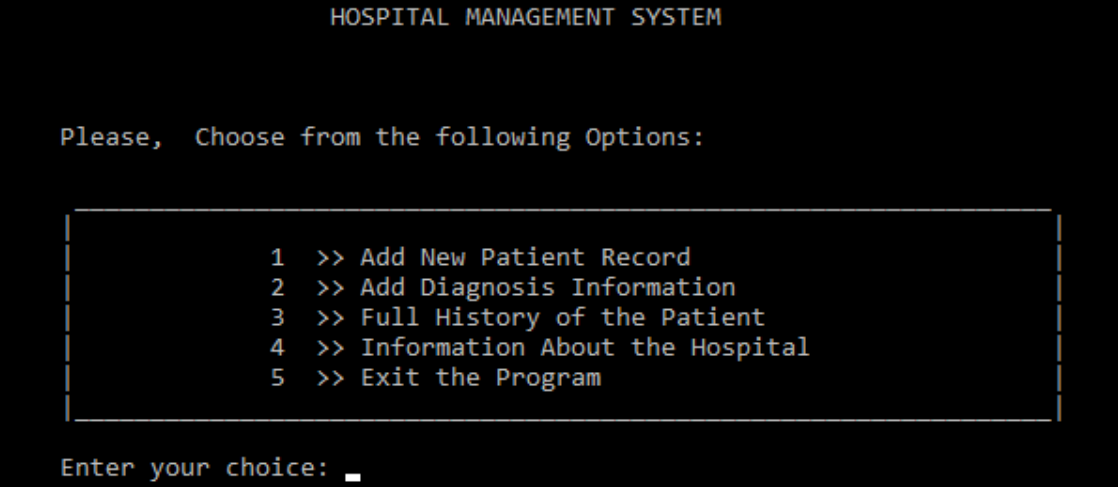 HOSPITAL MANAGEMENT SYSTEM
Please,  Choose from the following Options:
1  >> Add New Patient Record
2  >> Add Diagnosis Information
3  >> Full History of the Patient
4  >> Information About the Hospital
5  >> Exit the Program
Enter your choice: